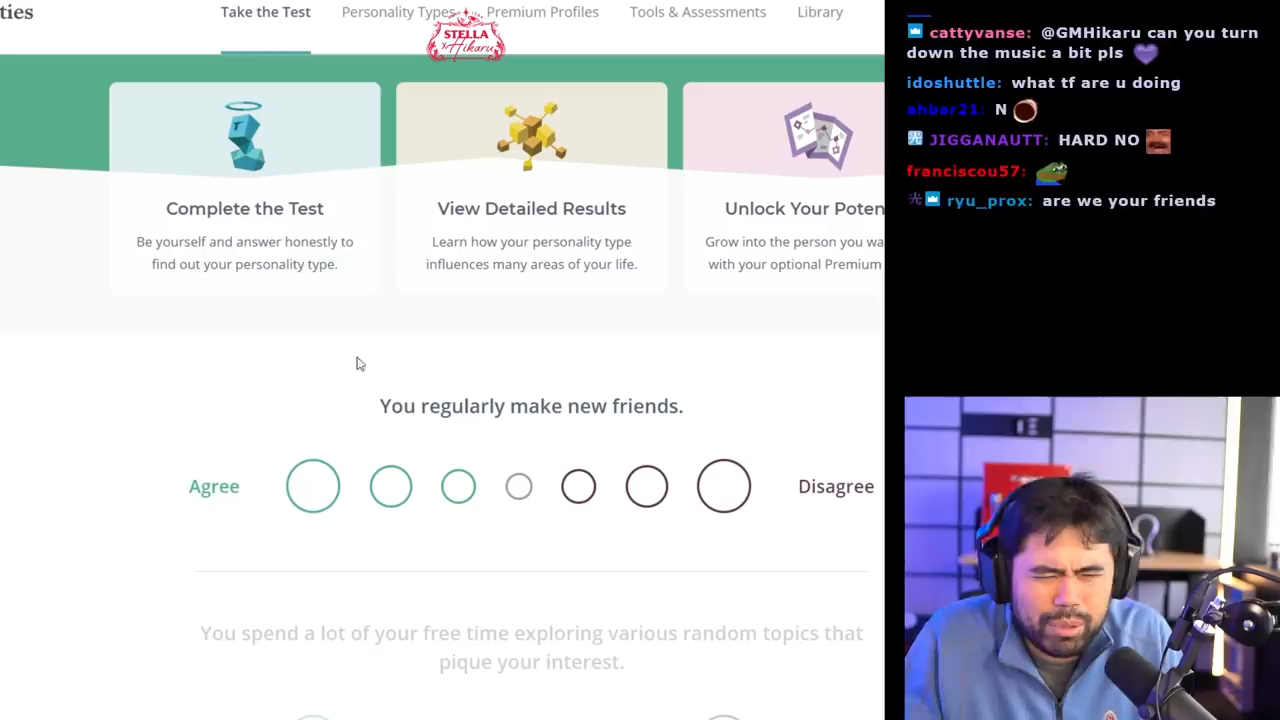 ties
Take the Test
Personality Types
Premium Profiles
Tools & Assessments
Library
STELLA
x Hikaru
Complete the Test
Be yourself and answer honestly to
find out your personality type.
View Detailed Results
Learn how your personality type
influences many areas of your life.
Unlock Your Poten
Grow into the person you wa
with your optional Premium
You regularly make new friends.
Agree
Disagree
You spend a lot of your free time exploring various random topics that
pique your interest.
cattyvanse: @GMHikaru can you turn
down the music a bit pls
idoshuttle: what tf are u doing
ahbar21: N
JIGGANAUTT: HARD NO
franciscou57:
ryu_prox: are we your friends